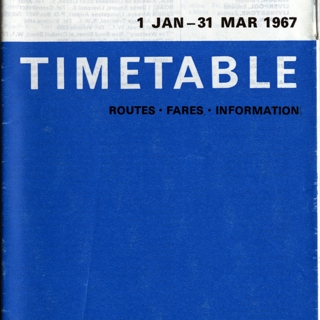 1 JAN–31 MAR 1967
TIMETABLE
ROUTES · FARES · INFORMATION